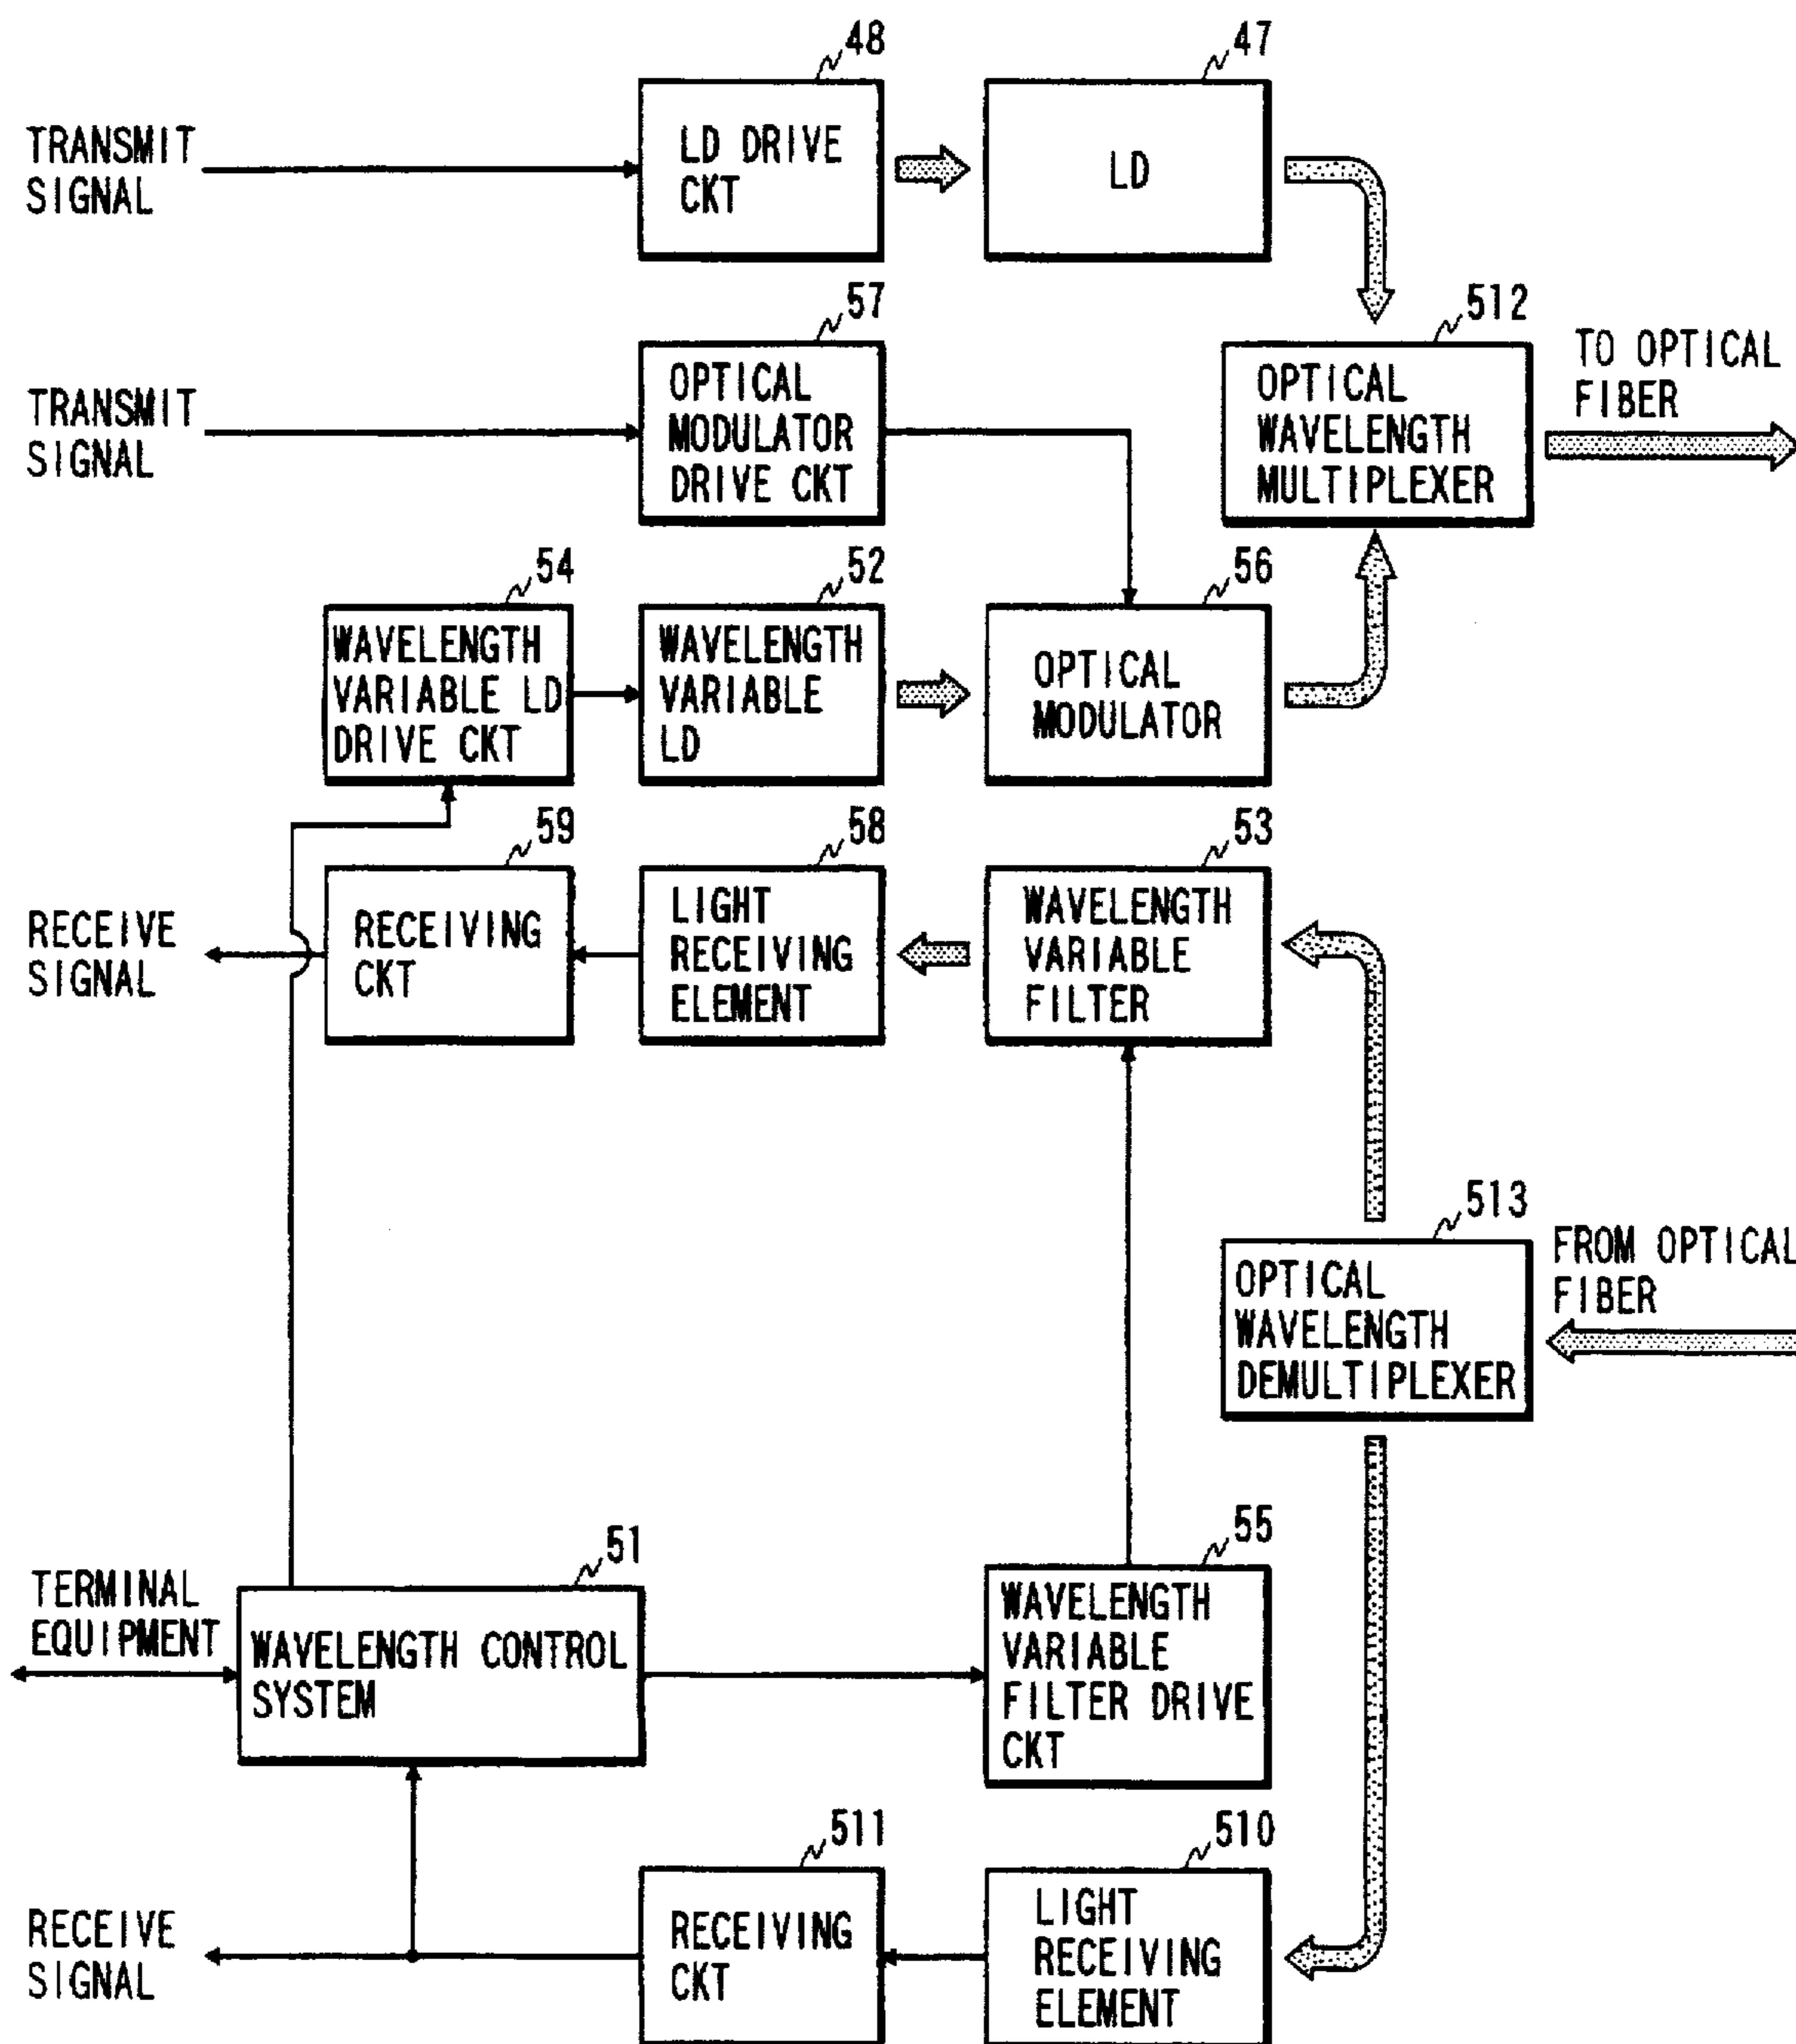 48
47
TRANSMIT
SIGNAL
LD DRIVE
CKT
LD
57
512
TRANSMIT
SIGNAL
OPTICAL
MODULATOR
DRIVE CKT
OPTICAL
WAVELENGTH
MULTIPLEXER
TO OPTICAL
FIBER
54
52
56
WAVELENGTH
VARIABLE LD
DRIVE CKT
WAVELENGTH
VARIABLE
LD
OPTICAL
MODULATOR
59
58
53
RECEIVE
SIGNAL
RECEIVING
CKT
LIGHT
RECEIVING
ELEMENT
WAVELENGTH
VARIABLE
FILTER
513
OPTICAL
WAVELENGTH
DEMULTIPLEXER
FROM OPTICAL
FIBER
51
55
TERMINAL
EQUIPMENT
WAVELENGTH CONTROL
SYSTEM
WAVELENGTH
VARIABLE
FILTER DRIVE
CKT
511
510
RECEIVE
SIGNAL
RECEIVING
CKT
LIGHT
RECEIVING
ELEMENT